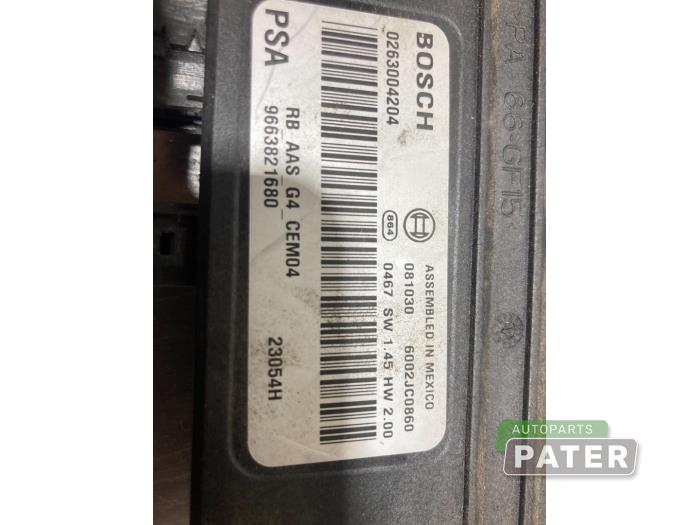 BOSCH
0263004204
864
ASSEMBLED IN MEXICO
081030 6002JC0860
0467 SW 1.45 HW 2.00
PSA
RB_AAS_G4_CEM04
9663821680 23054H
PA 66-GF15
AUTOPARTS
PATER